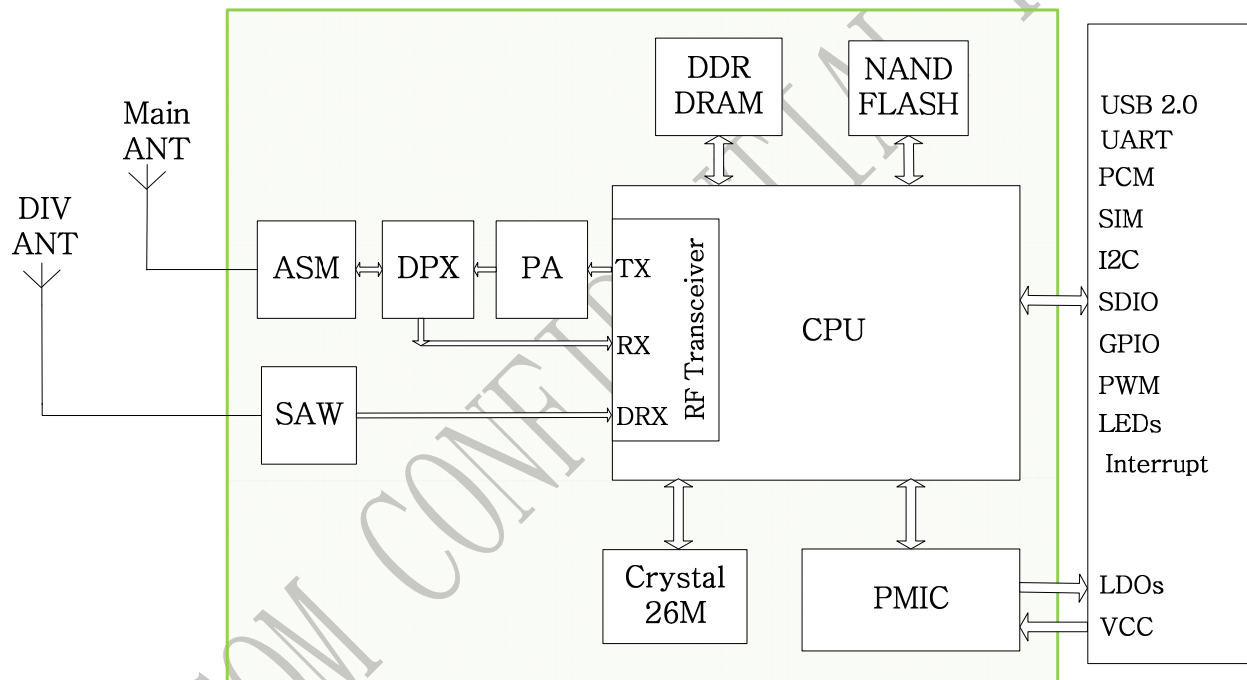 Main
ANT
DIV
ANT
DDR
DRAM
NAND
FLASH
ASM
DPX
PA
TX
RX
DRX
RF Transceiver
CPU
SAW
Crystal
26M
PMIC
USB 2.0
UART
PCM
SIM
I2C
SDIO
GPIO
PWM
LEDs
Interrupt
LDOs
VCC